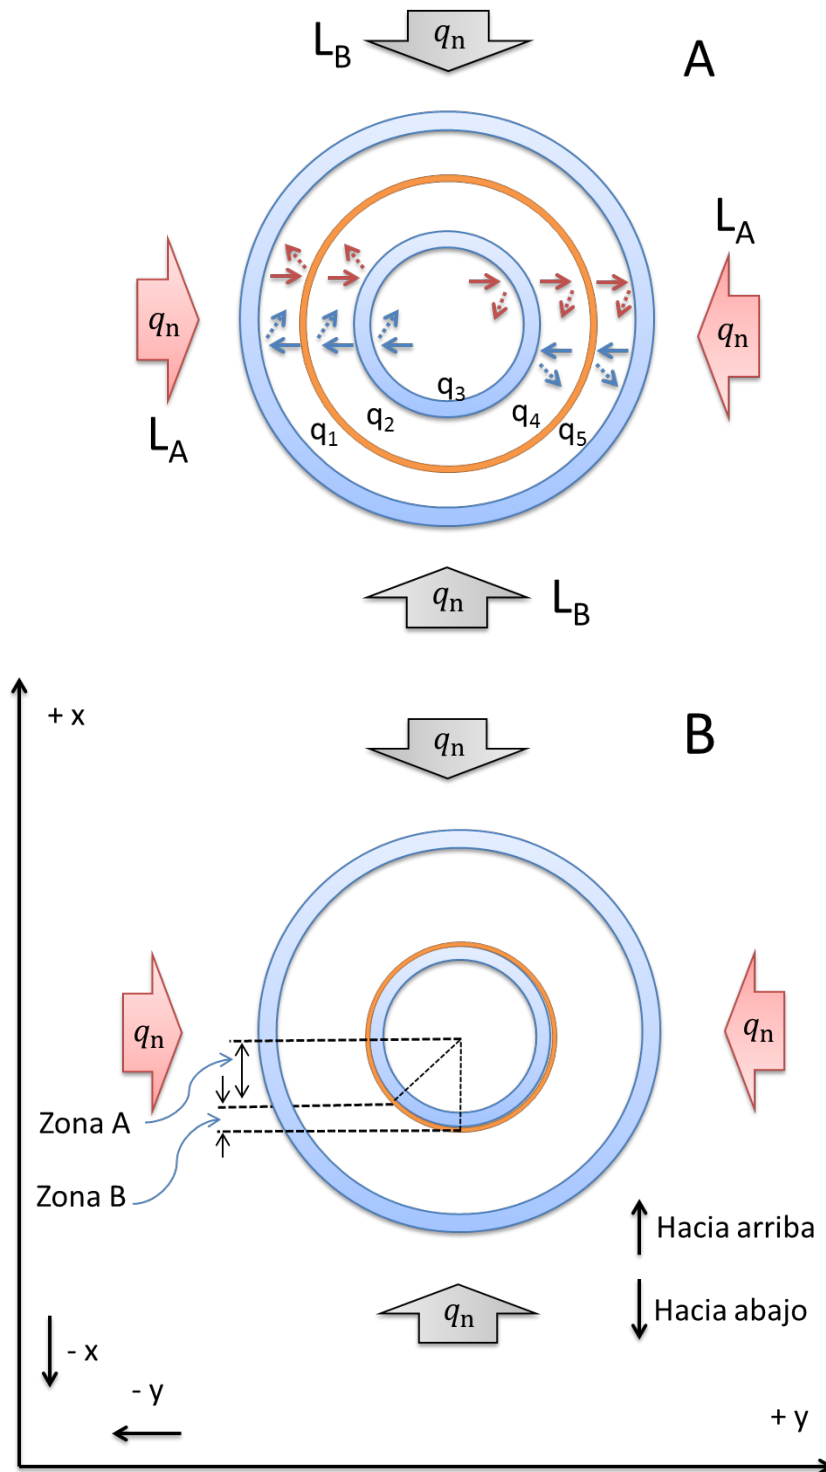 L_B
q_n
A
L_A
q_n
q_n
q_3
q_1
q_2
q_4
q_5
L_A
q_n
L_B
+ x
q_n
B
q_n
q_n
Zona A
Zona B
Hacia arriba
q_n
Hacia abajo
- x
- y
+ y